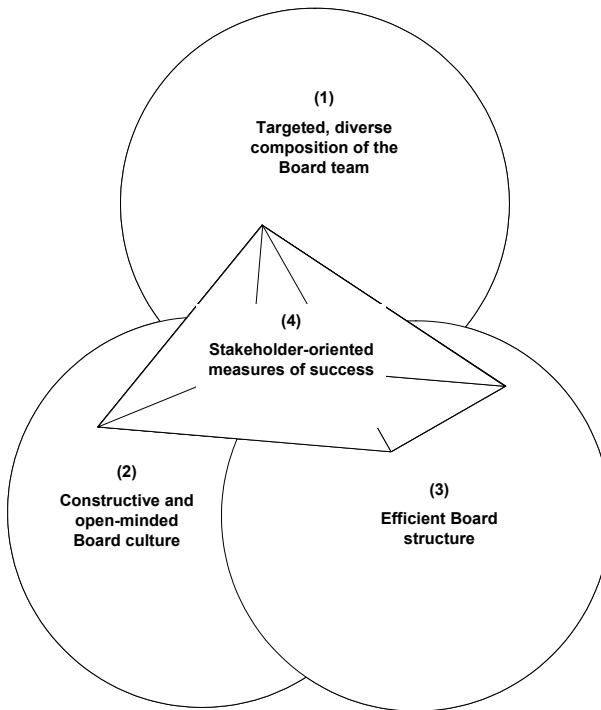 (1)
Targeted, diverse
composition of the
Board team
(4)
Stakeholder-oriented
measures of success
(2)
Constructive and
open-minded
Board culture
(3)
Efficient Board
structure